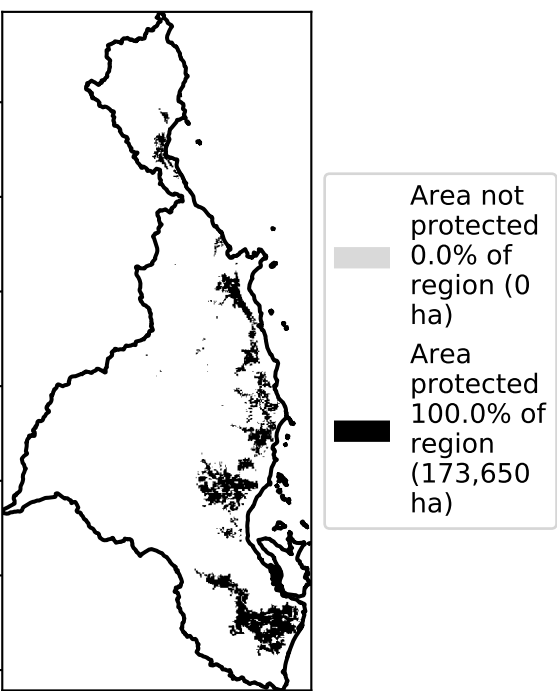 Area not
protected
0.0% of
region (0
ha)
Area
protected
100.0% of
region
(173,650
ha)